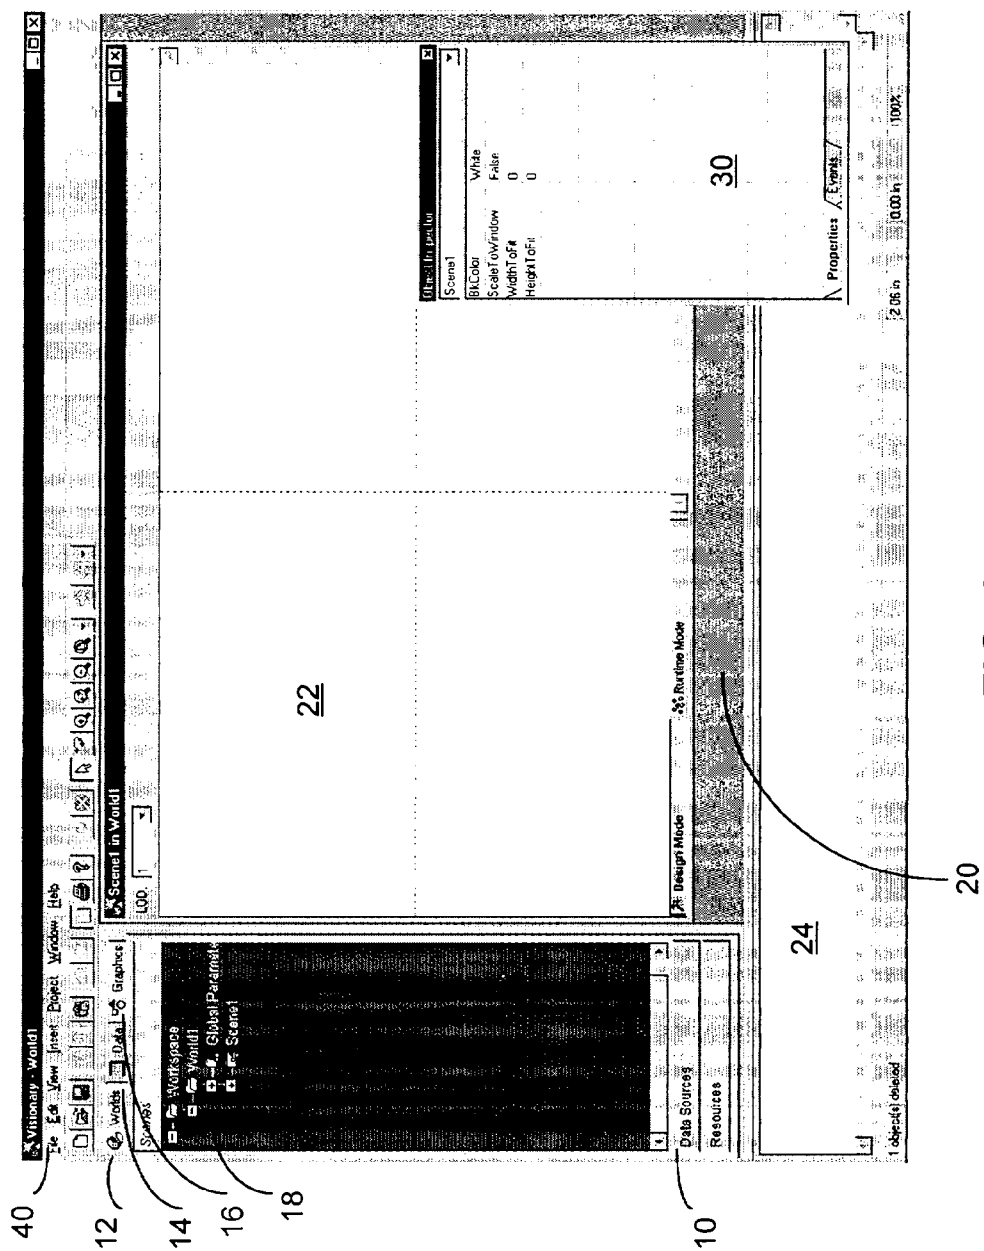 Visionary - World1
File Edit View Insert Project Window Help
Worlds Data Graphics
Scenes
Workspace
World1
Global Paramete
Scene1
Data Sources
Resources
Scene1 in World1
LOD: 1
Design Mode Runtime Mode
Object Inspector
Scene1
BkColor White
ScaleToWindow False
WidthToFit 0
HeightToFit 0
Properties Events
1 object(s) deleted 2.06 in 0.00 in 100%
40
12
14
16
18
10
22
30
24
20